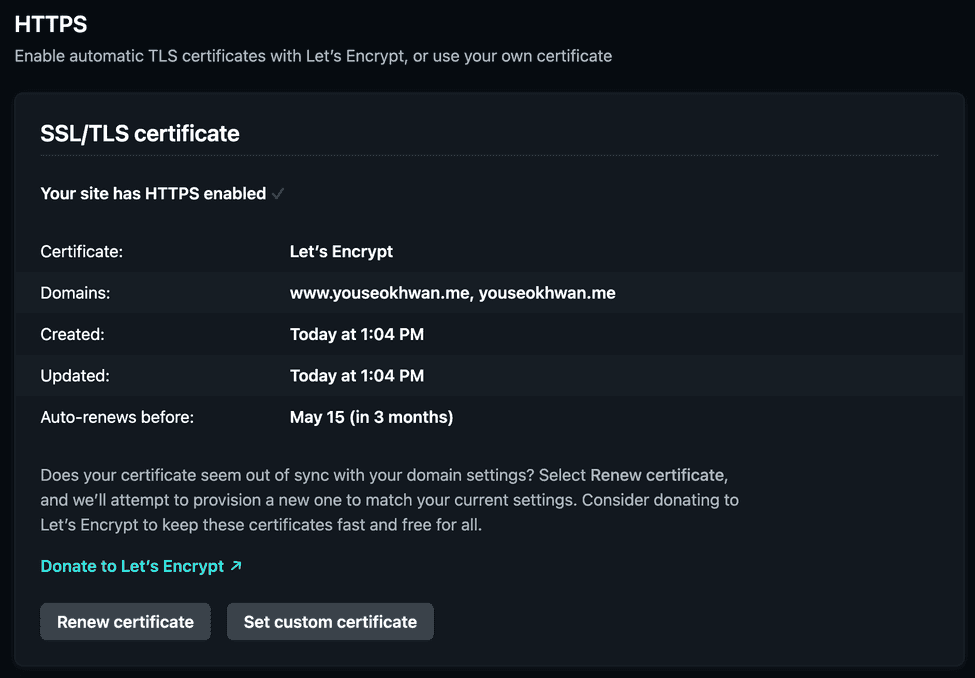 HTTPS
Enable automatic TLS certificates with Let’s Encrypt, or use your own certificate
SSL/TLS certificate
Your site has HTTPS enabled ✓
Certificate: Let’s Encrypt
Domains: www.youseokhwan.me, youseokhwan.me
Created: Today at 1:04 PM
Updated: Today at 1:04 PM
Auto-renews before: May 15 (in 3 months)
Does your certificate seem out of sync with your domain settings? Select Renew certificate,
and we’ll attempt to provision a new one to match your current settings. Consider donating to
Let’s Encrypt to keep these certificates fast and free for all.
Donate to Let’s Encrypt ↗
Renew certificate Set custom certificate